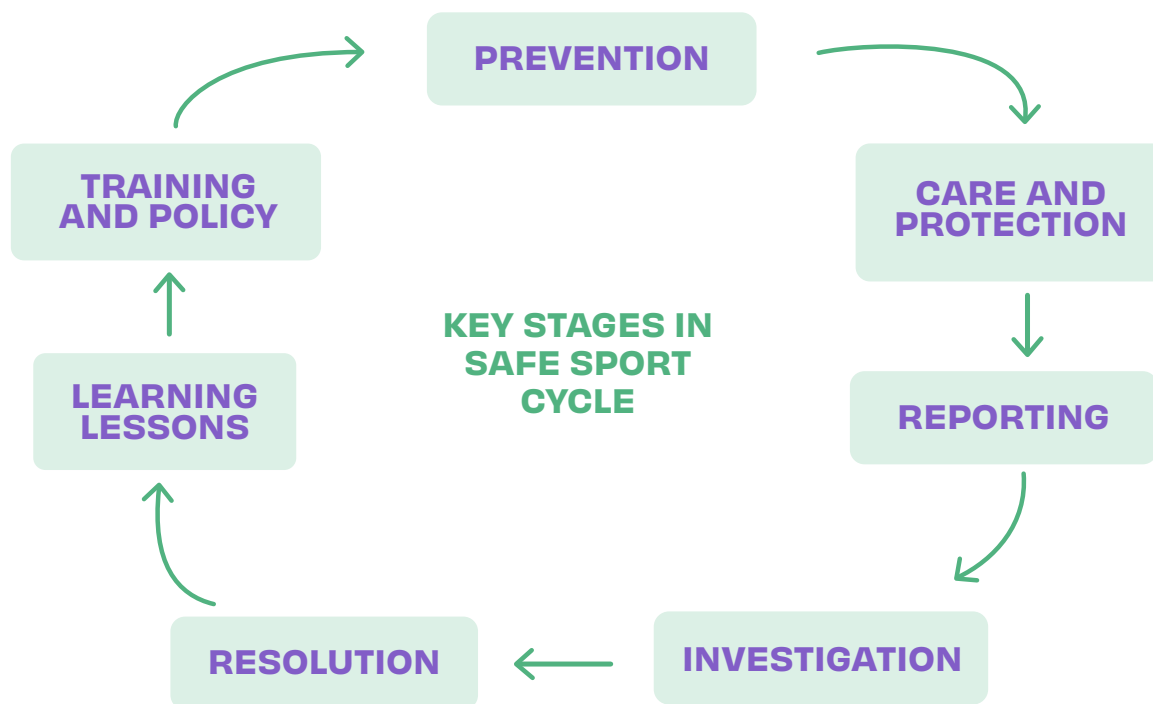 PREVENTION
CARE AND
PROTECTION
REPORTING
INVESTIGATION
RESOLUTION
LEARNING
LESSONS
TRAINING
AND POLICY
KEY STAGES IN
SAFE SPORT
CYCLE